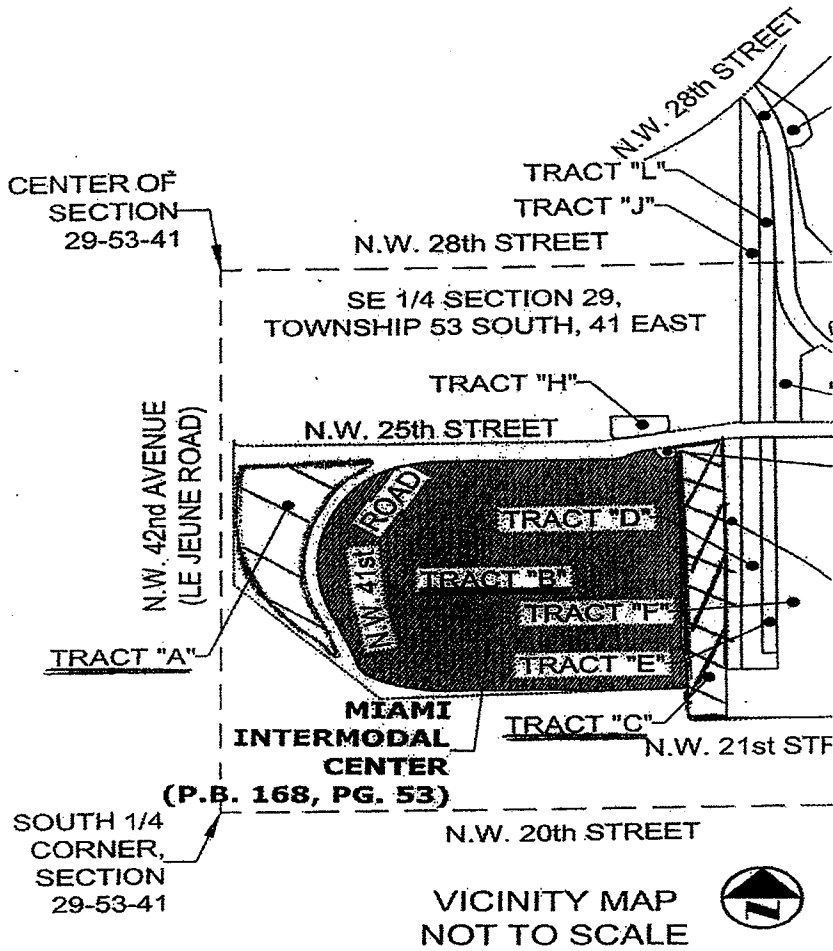 N.W. 28th STREET
CENTER OF
SECTION
29-53-41
TRACT "L"
TRACT "J"
N.W. 28th STREET
SE 1/4 SECTION 29,
TOWNSHIP 53 SOUTH, 41 EAST
TRACT "H"
N.W. 25th STREET
N.W. 42nd AVENUE
(LE JEUNE ROAD)
N.W. 41st ROAD
TRACT "D"
TRACT "B"
TRACT "F"
TRACT "E"
TRACT "A"
TRACT "C"
MIAMI
INTERMODAL
CENTER
(P.B. 168, PG. 53)
N.W. 21st STR
SOUTH 1/4
CORNER,
SECTION
29-53-41
N.W. 20th STREET
VICINITY MAP
NOT TO SCALE